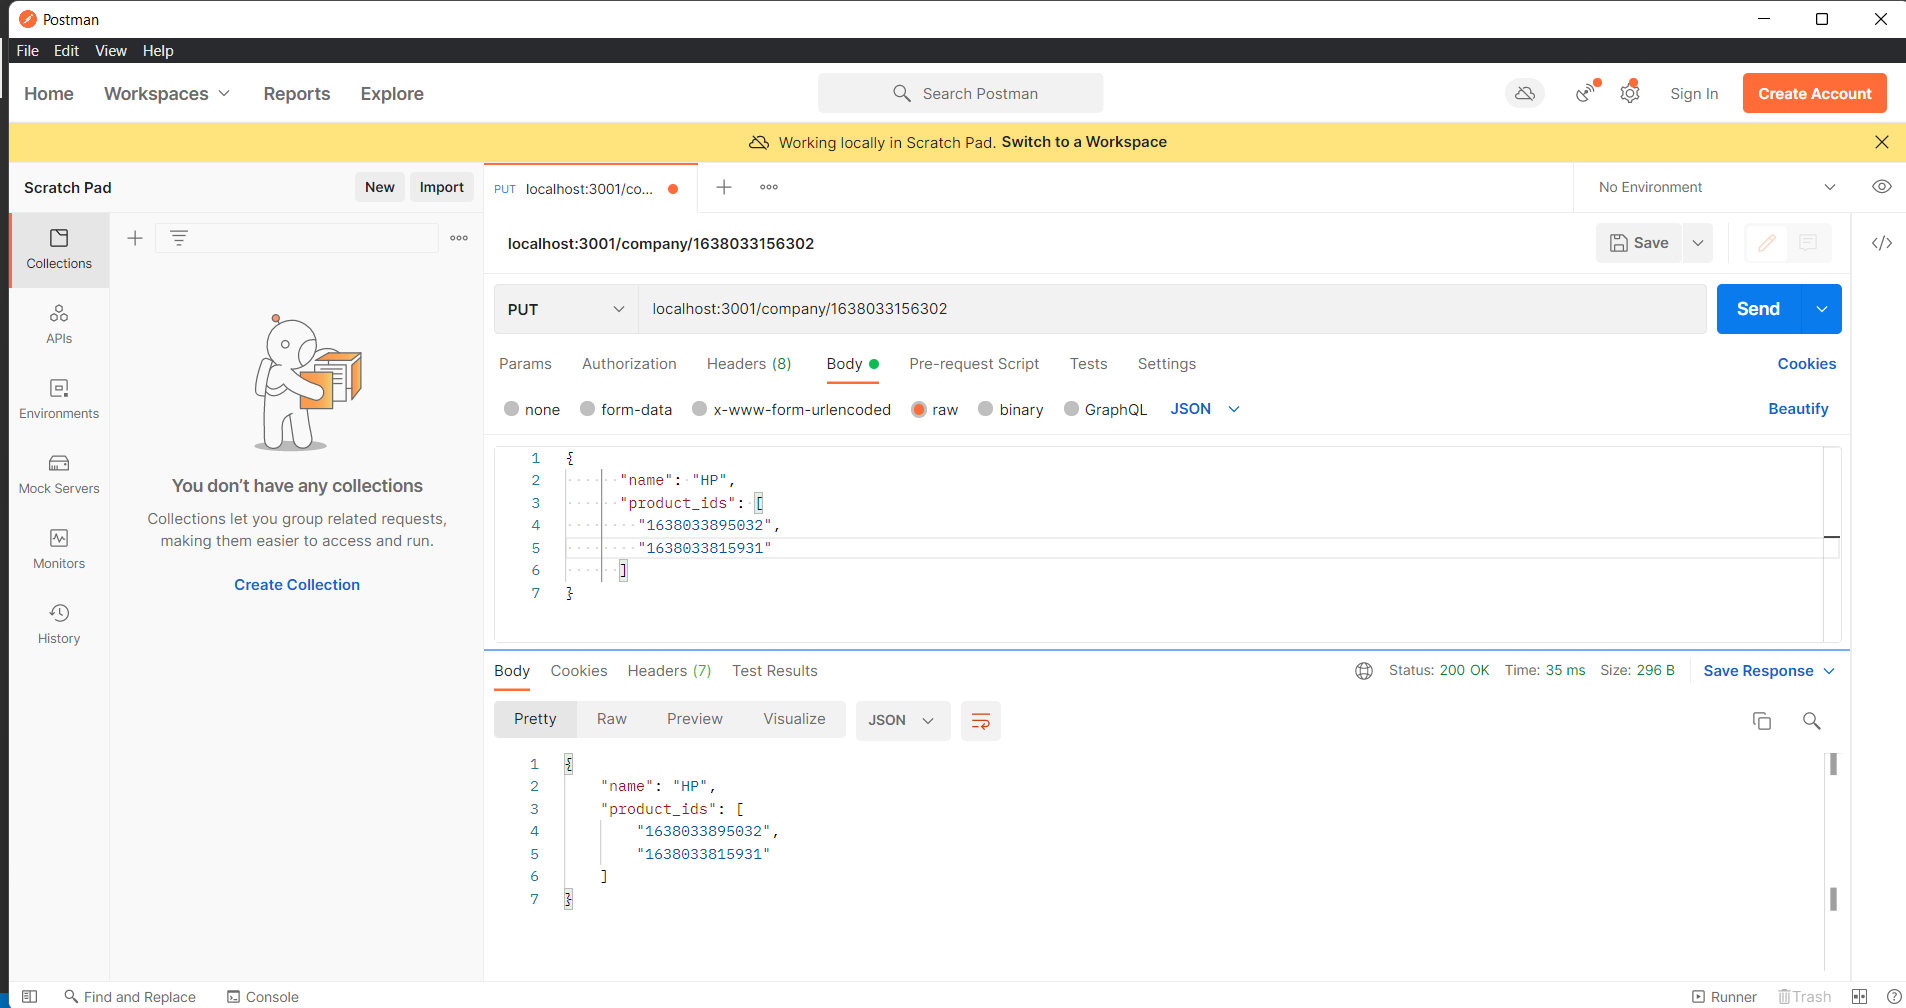 Postman
File Edit View Help
Home Workspaces Reports Explore Search Postman Sign In Create Account
Working locally in Scratch Pad. Switch to a Workspace
Scratch Pad New Import PUT localhost:3001/co... No Environment
localhost:3001/company/1638033156302 Save
Collections
PUT localhost:3001/company/1638033156302 Send
APIs
Params Authorization Headers (8) Body Pre-request Script Tests Settings Cookies
Environments
none form-data x-www-form-urlencoded raw binary GraphQL JSON Beautify
1 {
2 "name": "HP",
3 "product_ids": [
4 "1638033895032",
5 "1638033815931"
6 ]
7 }
Mock Servers
You don't have any collections
Collections let you group related requests,
making them easier to access and run.
Create Collection
Monitors
History
Body Cookies Headers (7) Test Results Status: 200 OK Time: 35 ms Size: 296 B Save Response
Pretty Raw Preview Visualize JSON
1 {
2 "name": "HP",
3 "product_ids": [
4 "1638033895032",
5 "1638033815931"
6 ]
7 }
Find and Replace Console Runner Trash